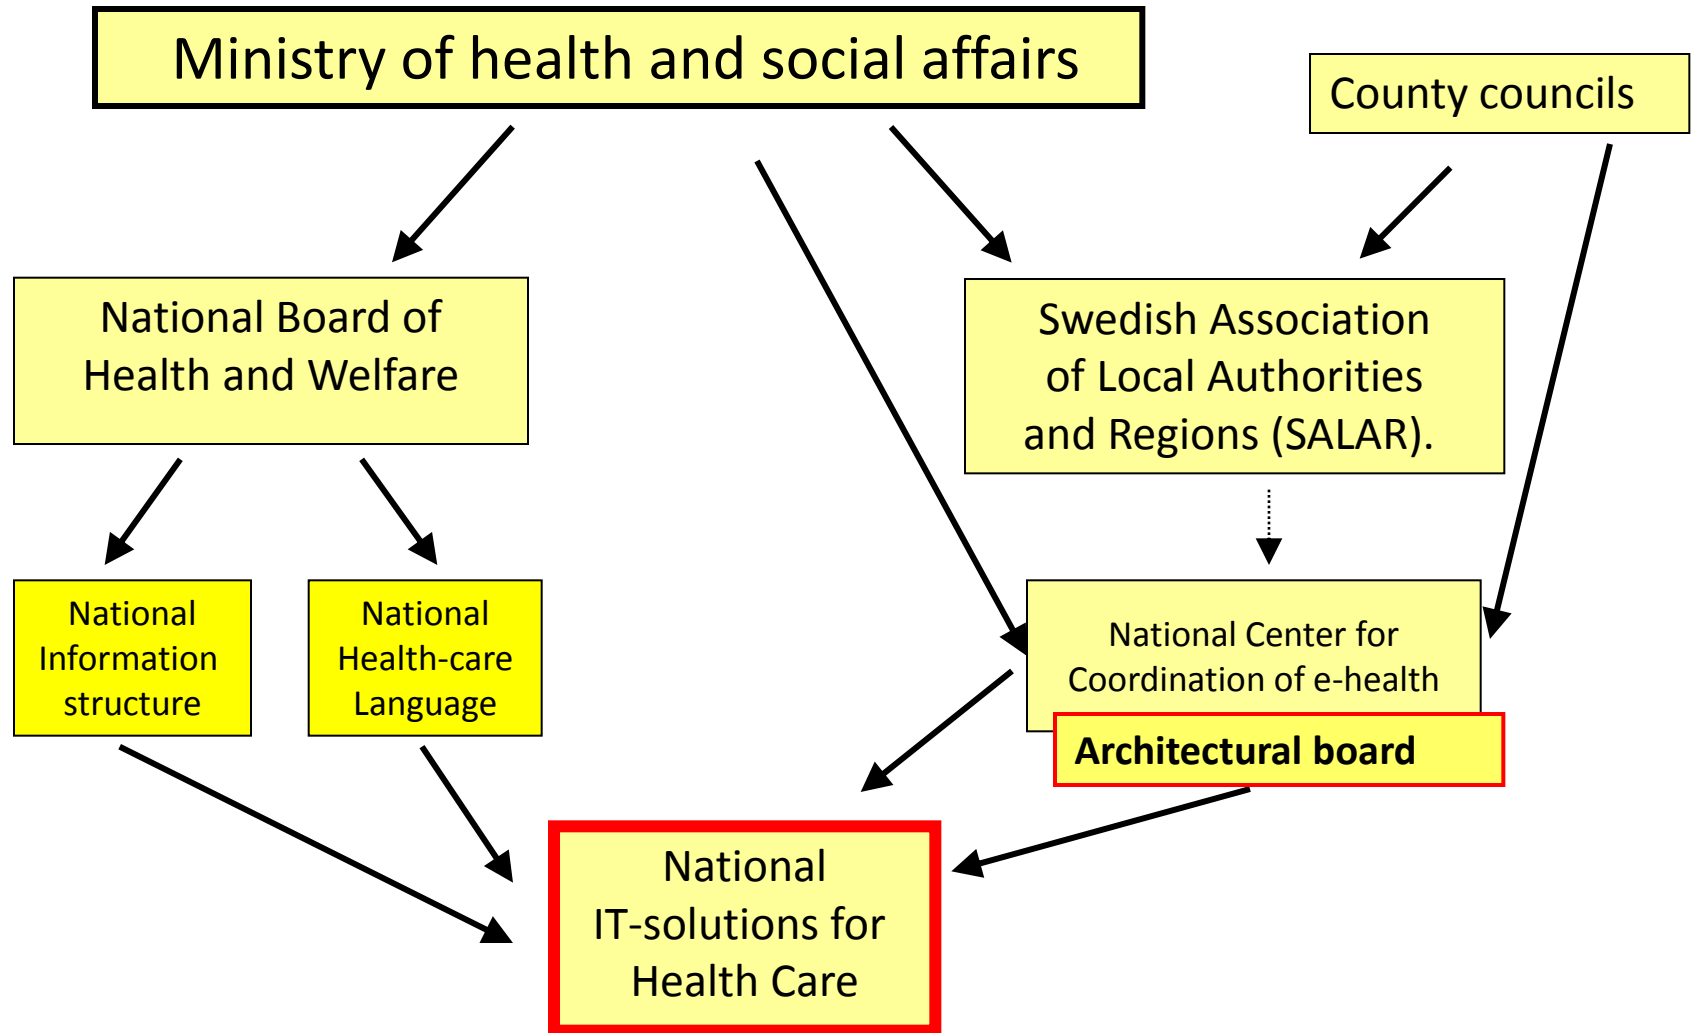 Ministry of health and social affairs
County councils
National Board of
Health and Welfare
Swedish Association
of Local Authorities
and Regions (SALAR).
National
Information
structure
National
Health-care
Language
National Center for
Coordination of e-health
Architectural board
National
IT-solutions for
Health Care